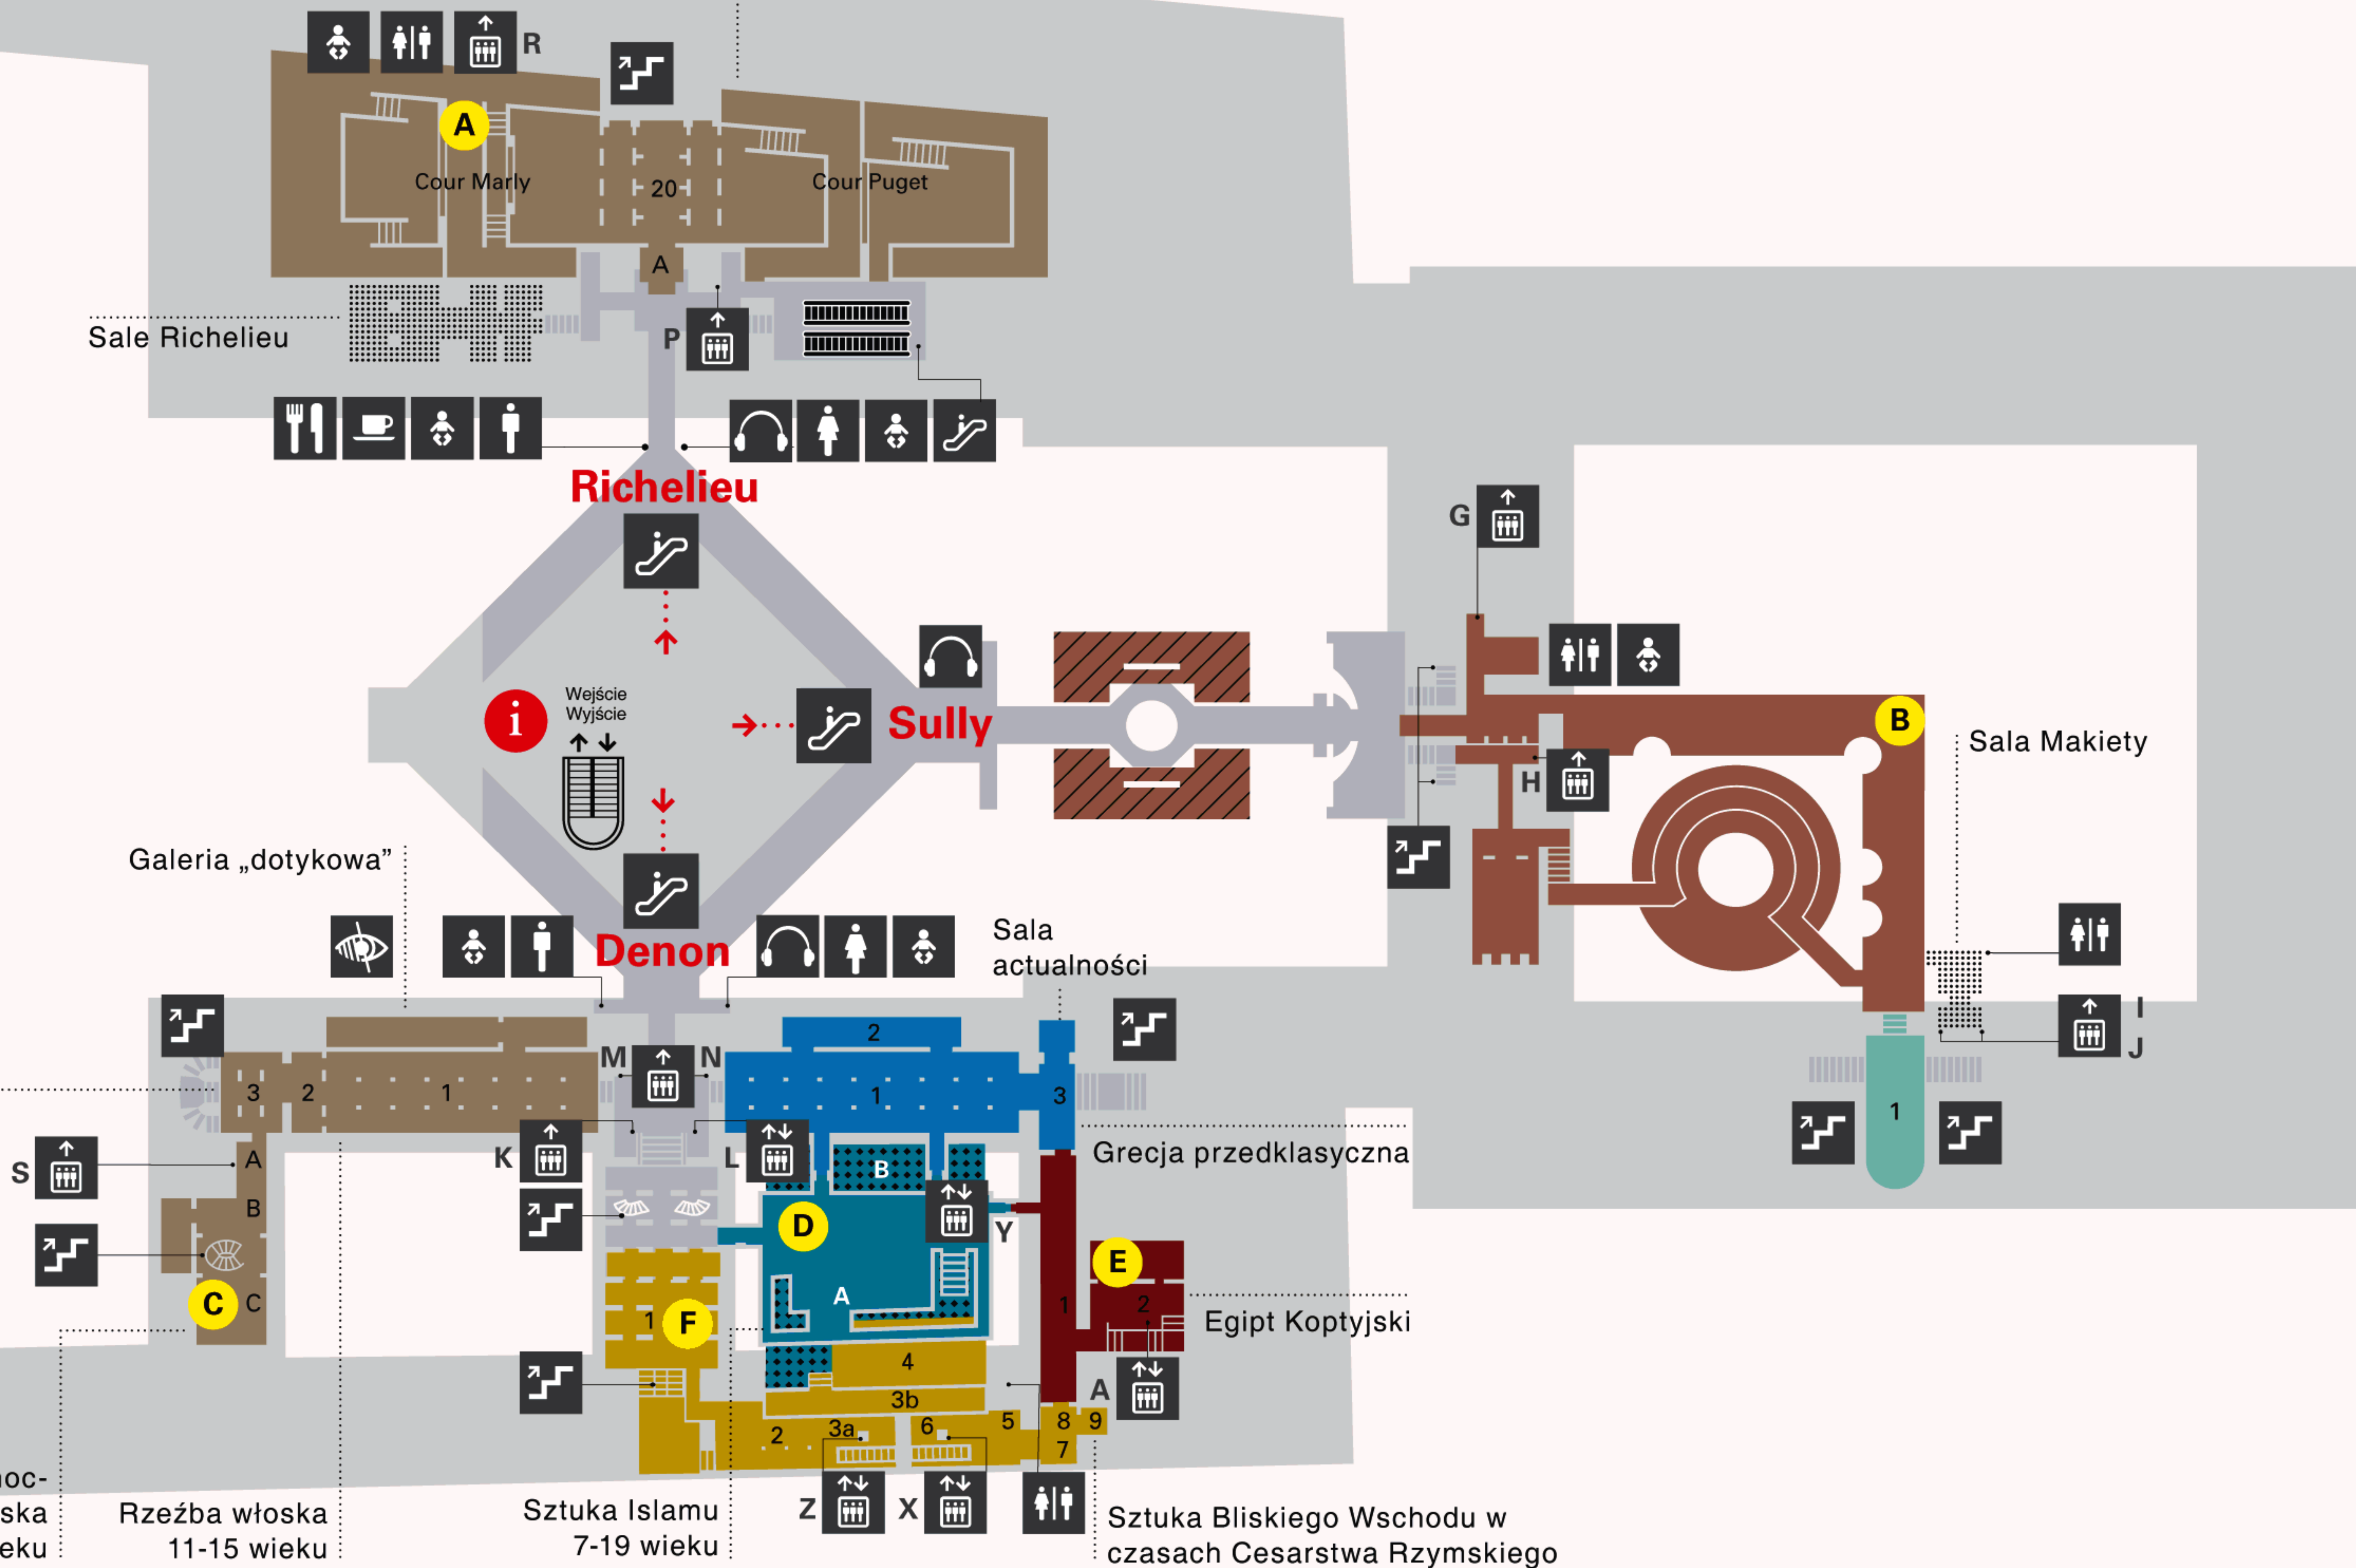 R
A
Cour Marly
20
Cour Puget
A
Sale Richelieu
P
Richelieu
G
i
Wejście
Wyjście
Sully
B
Sala Makiety
H
Galeria „dotykowa”
Denon
Sala
actualności
I
J
2
M
N
3
2
1
1
3
1
K
L
Grecja przedklasyczna
S
A
B
B
D
Y
E
C
C
A
1
F
1
2
Egipt Koptyjski
4
A
3b
2
3a
6
5
8
9
7
Z
X
noc-
ska
eku
Rzeźba włoska
11-15 wieku
Sztuka Islamu
7-19 wieku
Sztuka Bliskiego Wschodu w
czasach Cesarstwa Rzymskiego